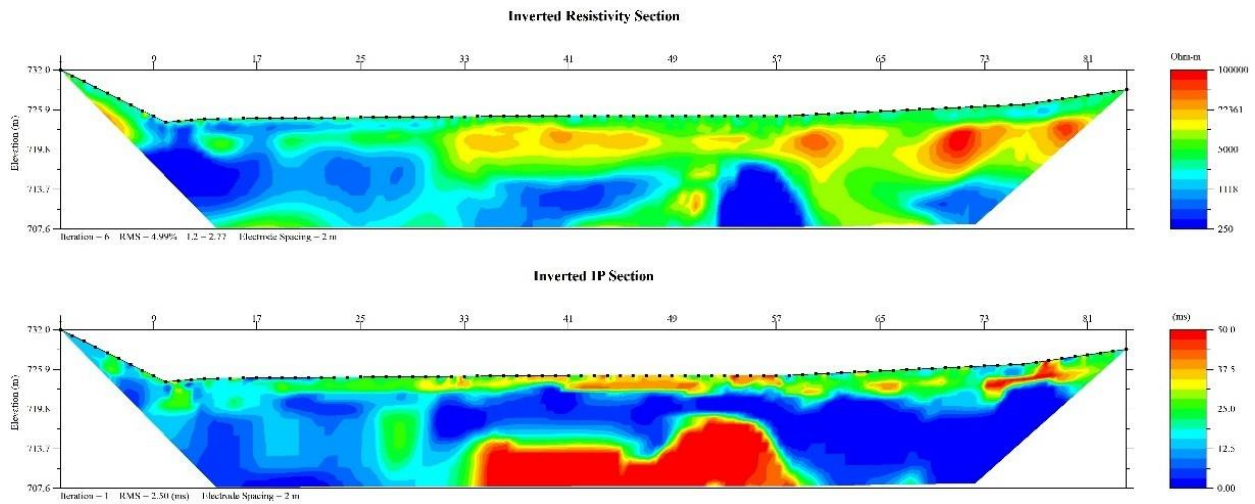 Inverted Resistivity Section
1 9 17 25 33 41 49 57 65 73 81
Ohm-m
732.0
725.9
719.8
713.7
707.6
Elevation (m)
100000
22361
5000
1118
250
Iteration = 6 RMS = 4.99% L2 = 2.77 Electrode Spacing = 2 m
Inverted IP Section
1 9 17 25 33 41 49 57 65 73 81
(ms)
732.0
725.9
719.8
713.7
707.6
Elevation (m)
50.0
37.5
25.0
12.5
0.00
Iteration = 1 RMS = 2.50 (ms) Electrode Spacing = 2 m